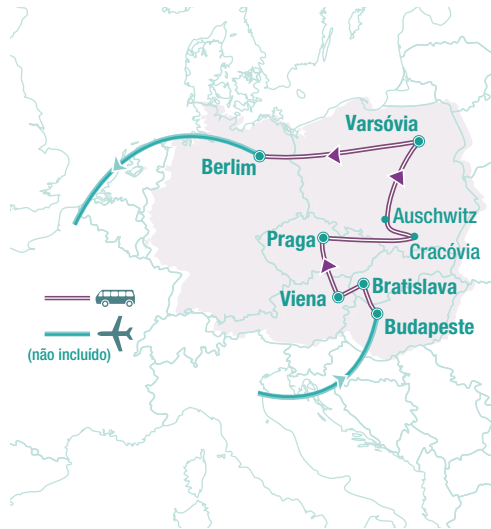 Varsóvia
Berlim
Auschwitz
Praga
Cracóvia
Bratislava
Viena
Budapeste
(não incluído)